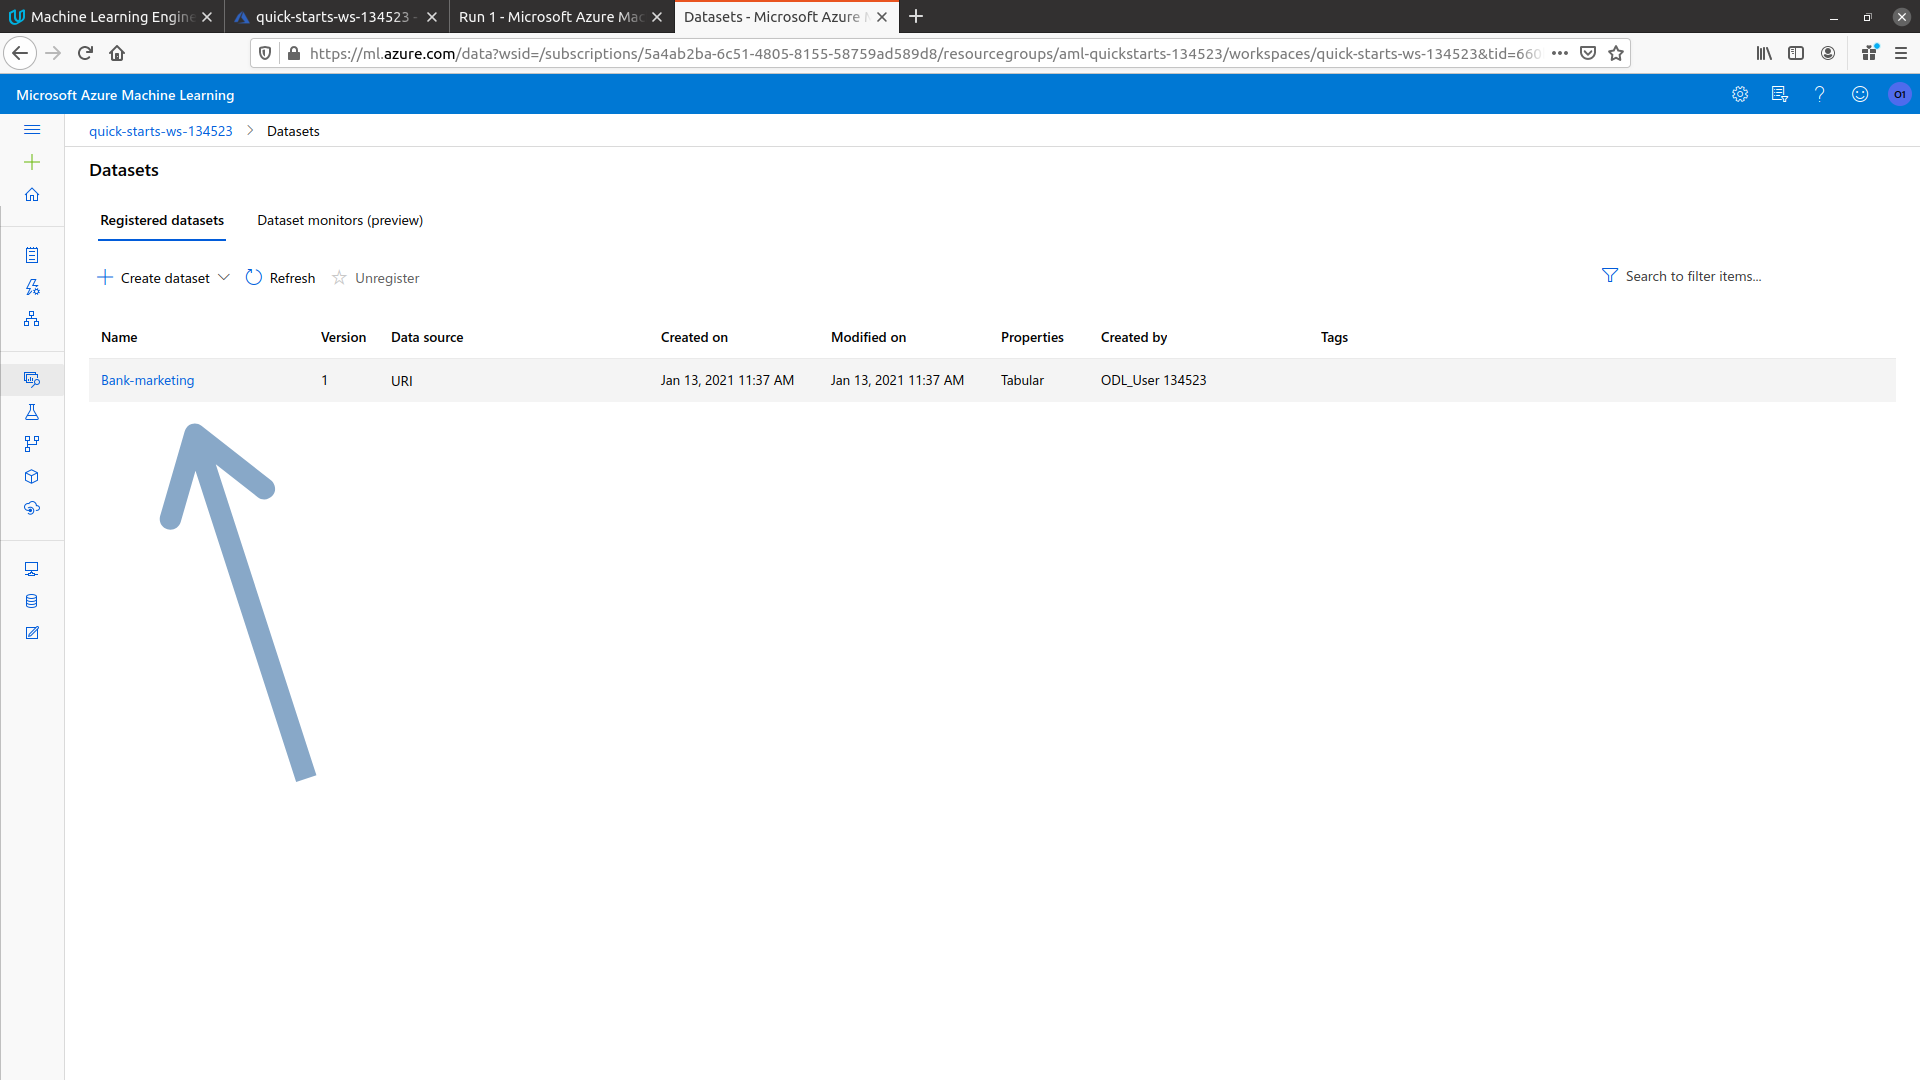 Machine Learning Engine
quick-starts-ws-134523 -
Run 1 - Microsoft Azure Mac
Datasets - Microsoft Azure M
https://ml.azure.com/data?wsid=/subscriptions/5a4ab2ba-6c51-4805-8155-58759ad589d8/resourcegroups/aml-quickstarts-134523/workspaces/quick-starts-ws-134523&tid=660
Microsoft Azure Machine Learning
O1
quick-starts-ws-134523 > Datasets
Datasets
Registered datasets Dataset monitors (preview)
Create dataset Refresh Unregister Search to filter items...
Name Version Data source Created on Modified on Properties Created by Tags
Bank-marketing 1 URI Jan 13, 2021 11:37 AM Jan 13, 2021 11:37 AM Tabular ODL_User 134523